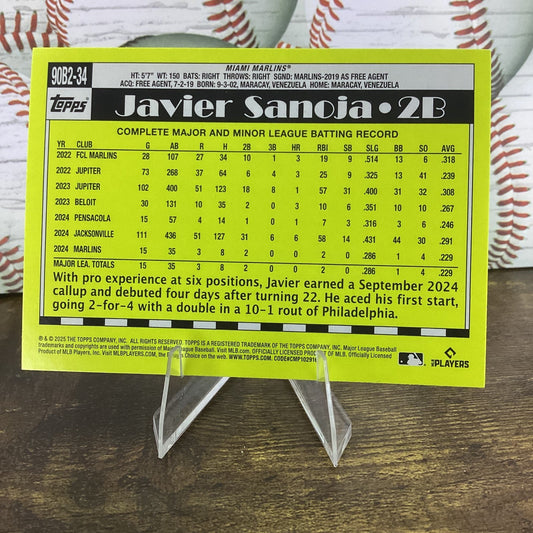 90B2-34
MIAMI MARLINS®
HT: 5'7" WT: 150 BATS: RIGHT THROWS: RIGHT SGND: MARLINS-2019 AS FREE AGENT
ACQ: FREE AGENT, 7-2-19 BORN: 9-3-02, MARACAY, VENEZUELA HOME: MARACAY, VENEZUELA
Topps Javier Sanoja • 2B
COMPLETE MAJOR AND MINOR LEAGUE BATTING RECORD
YR CLUB G AB R H 2B 3B HR RBI SB SLG BB SO AVG
2022 FCL MARLINS 28 107 27 34 10 1 3 19 9 .514 13 6 .318
2022 JUPITER 73 268 37 64 6 4 3 25 9 .325 13 41 .239
2023 JUPITER 102 400 51 123 18 8 1 57 31 .400 31 32 .308
2023 BELOIT 30 131 10 35 2 0 0 7 6 .351 10 10 .267
2024 PENSACOLA 15 57 14 1 0 1 7 3 .316 3 6 .246
2024 JACKSONVILLE 111 436 51 127 31 6 6 58 14 .431 44 30 .291
2024 MARLINS 15 35 3 8 2 0 0 .286 1 4 .229
MAJOR LEA. TOTALS 15 35 3 8 2 0 0 .286 1 4 .229
With pro experience at six positions, Javier earned a September 2024
callup and debuted four days after turning 22. He aced his first start,
going 2-for-4 with a double in a 10-1 rout of Philadelphia.
® & © 2025 THE TOPPS COMPANY, INC. ALL RIGHTS RESERVED. TOPPS IS A REGISTERED TRADEMARK OF THE TOPPS COMPANY, INC. Major League Baseball
trademarks and copyrights are used with permission of Major League Baseball. Visit MLB.com. OFFICIALLY LICENSED PRODUCT OF MLB PLAYERS, INC. Officially Licensed
Product of MLB Players, Inc. Visit MLBPLAYERS.com, the Players Choice on the web. WWW.TOPPS.COM. CODE#CMP102916
PLAYERS